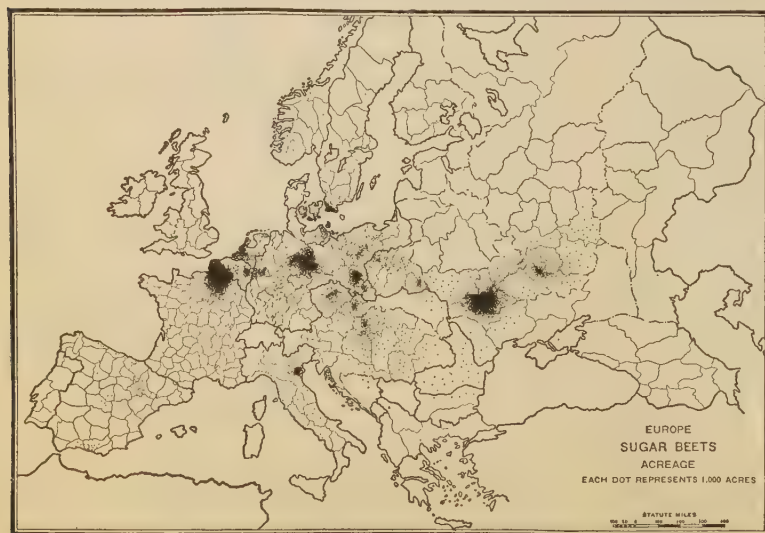 EUROPE
SUGAR BEETS
ACREAGE
EACH DOT REPRESENTS 1,000 ACRES
STATUTE MILES